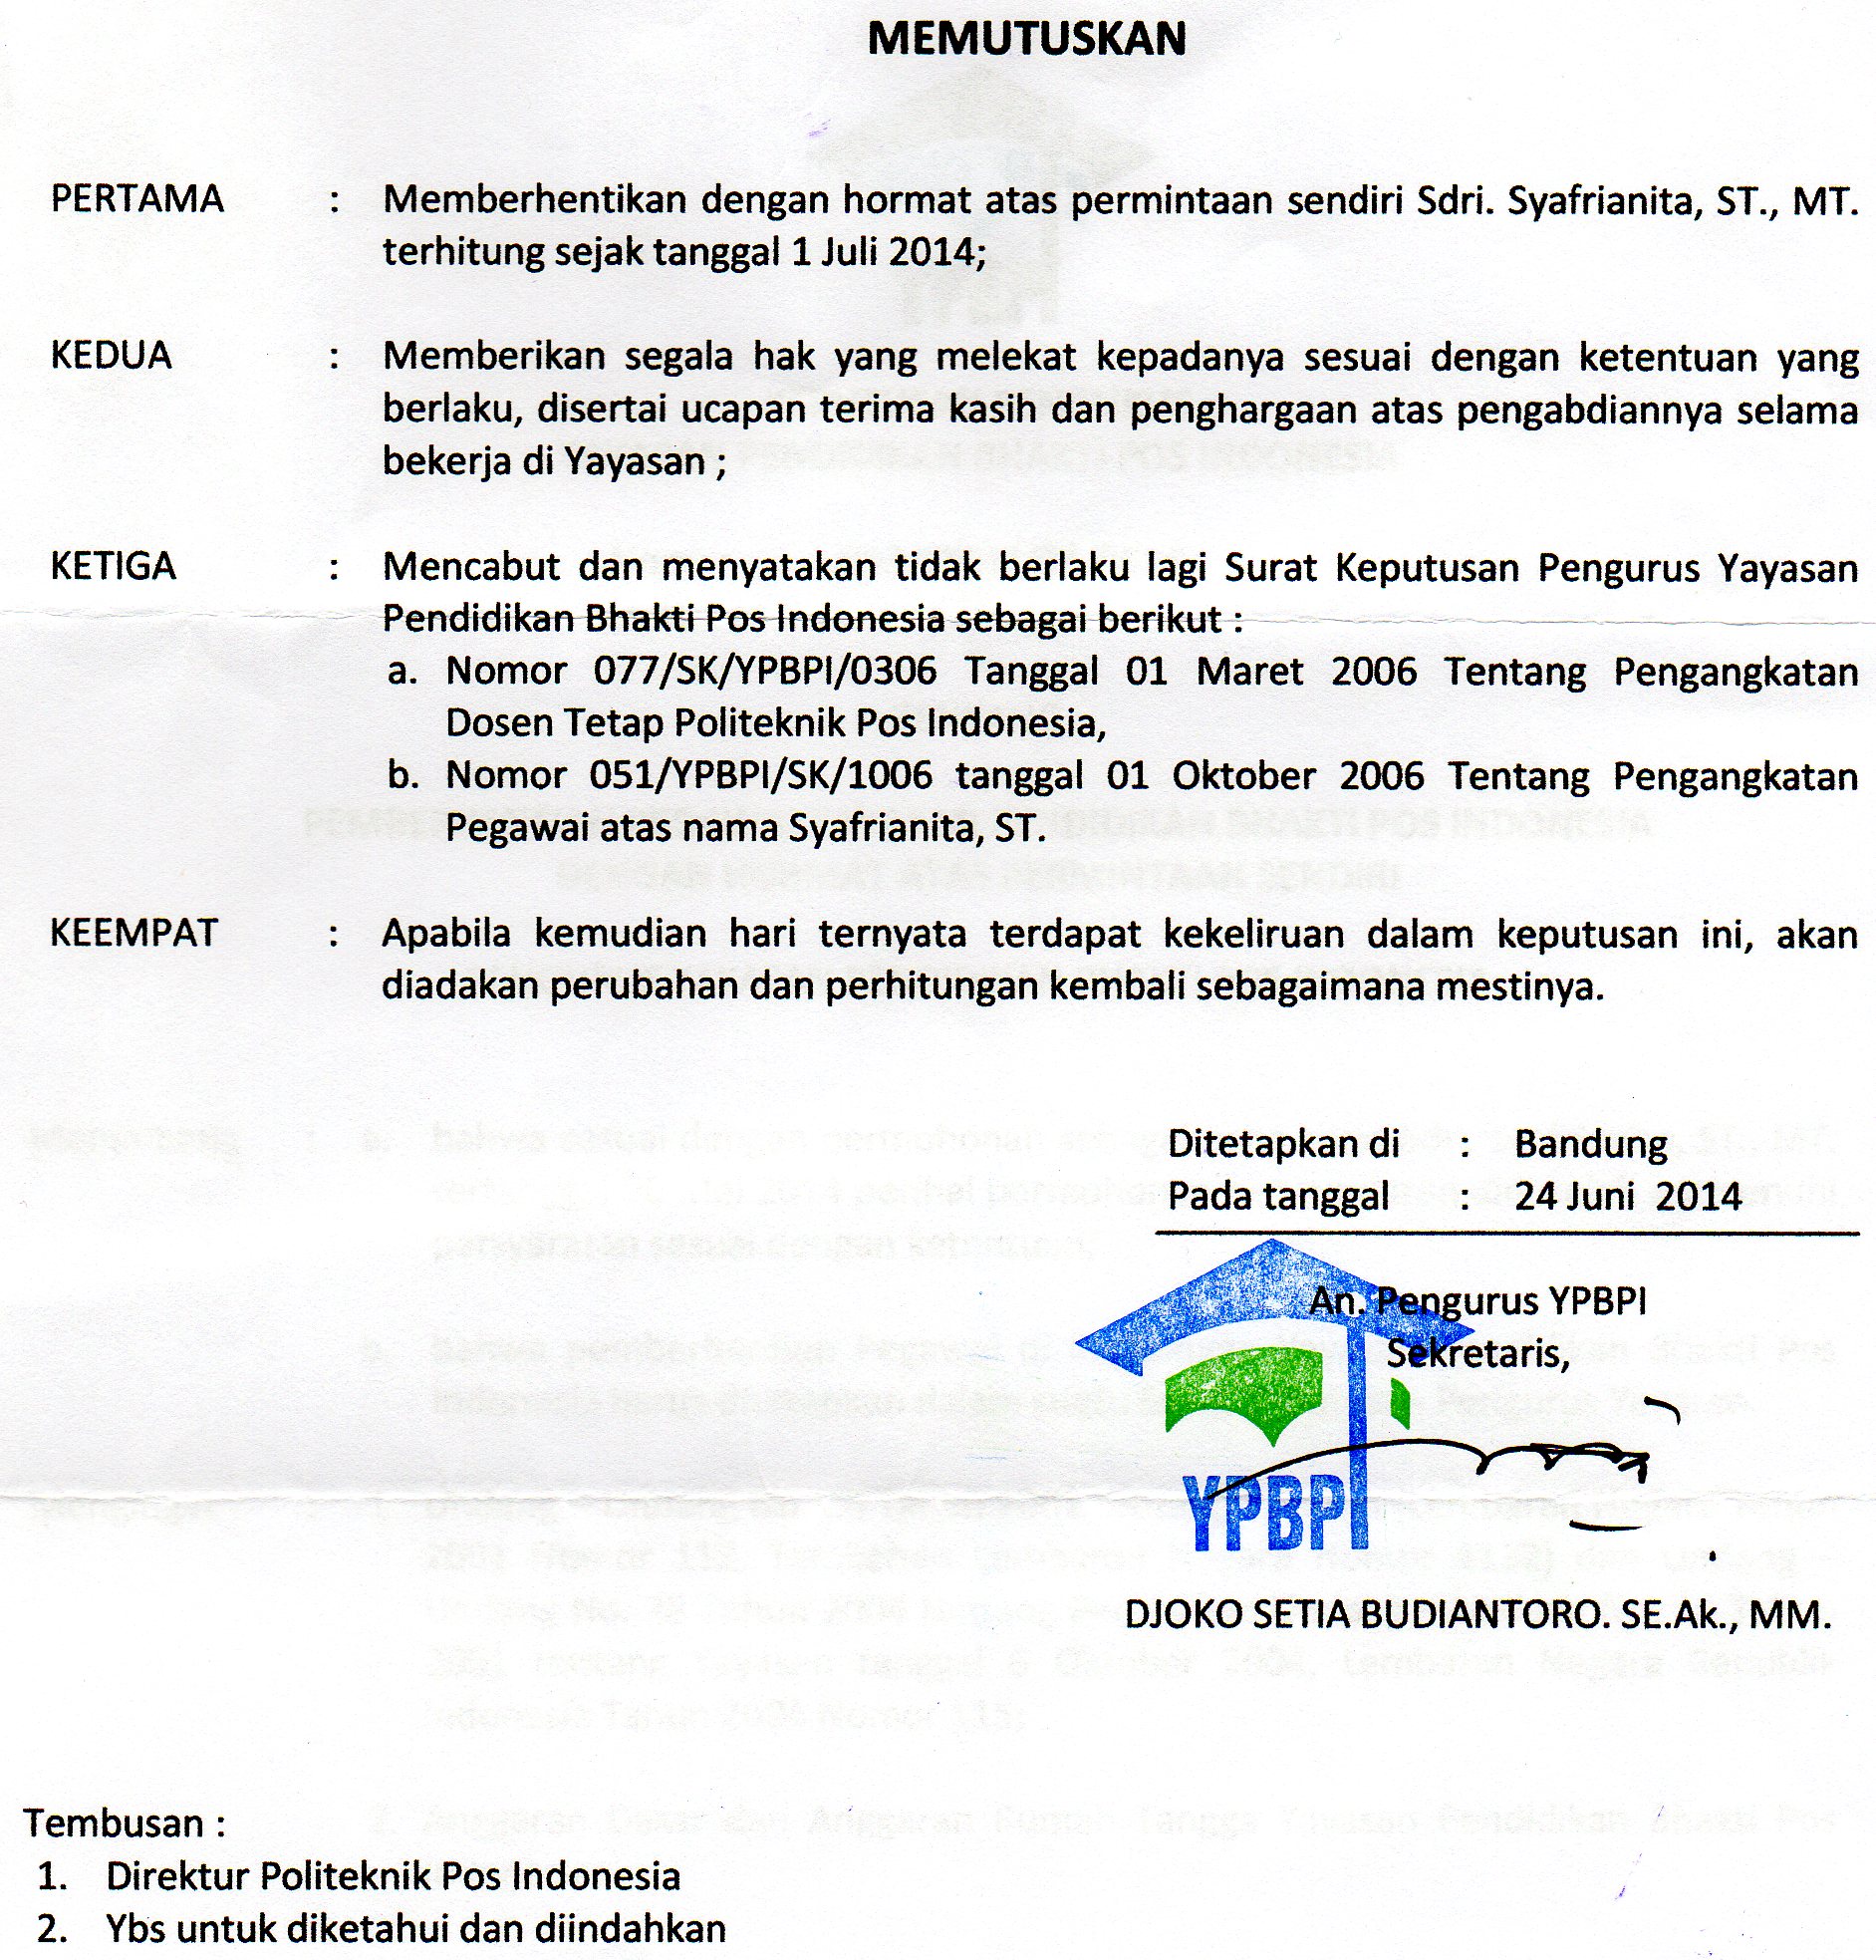 MEMUTUSKAN
PERTAMA : Memberhentikan dengan hormat atas permintaan sendiri Sdri. Syafrianita, ST., MT.
terhitung sejak tanggal 1 Juli 2014;
KEDUA : Memberikan segala hak yang melekat kepadanya sesuai dengan ketentuan yang
berlaku, disertai ucapan terima kasih dan penghargaan atas pengabdiannya selama
bekerja di Yayasan ;
KETIGA : Mencabut dan menyatakan tidak berlaku lagi Surat Keputusan Pengurus Yayasan
Pendidikan Bhakti Pos Indonesia sebagai berikut :
a. Nomor 077/SK/YPBPI/0306 Tanggal 01 Maret 2006 Tentang Pengangkatan
Dosen Tetap Politeknik Pos Indonesia,
b. Nomor 051/YPBPI/SK/1006 tanggal 01 Oktober 2006 Tentang Pengangkatan
Pegawai atas nama Syafrianita, ST.
KEEMPAT : Apabila kemudian hari ternyata terdapat kekeliruan dalam keputusan ini, akan
diadakan perubahan dan perhitungan kembali sebagaimana mestinya.
Ditetapkan di : Bandung
Pada tanggal : 24 Juni 2014
An. Pengurus YPBPI
Sekretaris,
YPBPI
DJOKO SETIA BUDIANTORO. SE.Ak., MM.
Tembusan :
1. Direktur Politeknik Pos Indonesia
2. Ybs untuk diketahui dan diindahkan